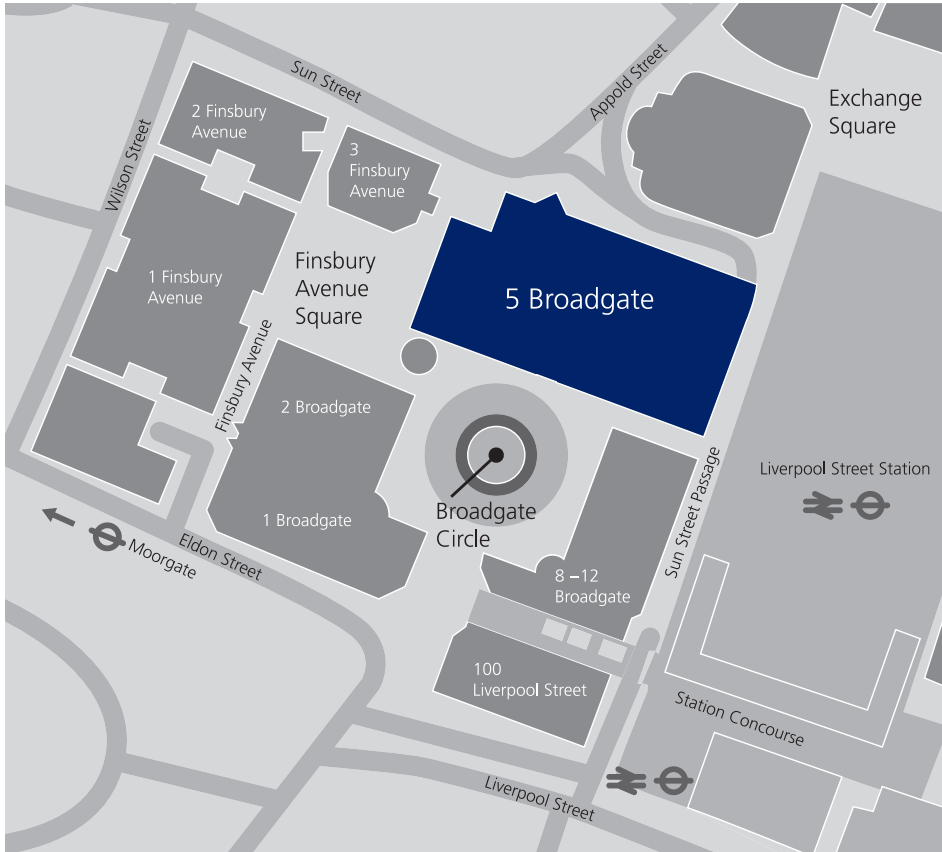 Sun Street
Appold Street
Exchange
Square
2 Finsbury
Avenue
3
Finsbury
Avenue
Wilson Street
1 Finsbury
Avenue
Finsbury
Avenue
Square
5 Broadgate
Finsbury Avenue
2 Broadgate
1 Broadgate
Broadgate
Circle
Sun Street Passage
Liverpool Street Station
Moorgate
Eldon Street
8 –12
Broadgate
100
Liverpool Street
Station Concourse
Liverpool Street